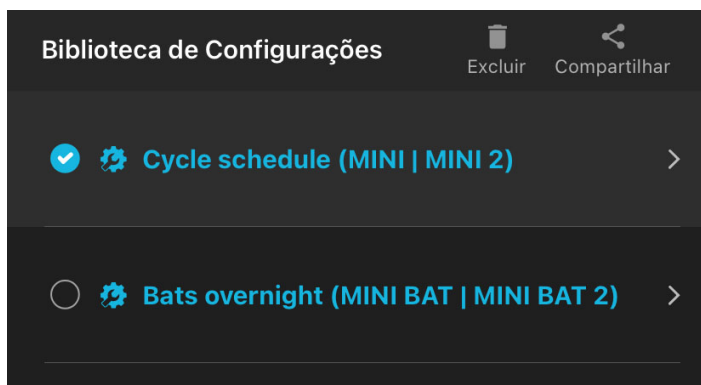 Biblioteca de Configurações
Excluir
Compartilhar
Cycle schedule (MINI | MINI 2)
Bats overnight (MINI BAT | MINI BAT 2)